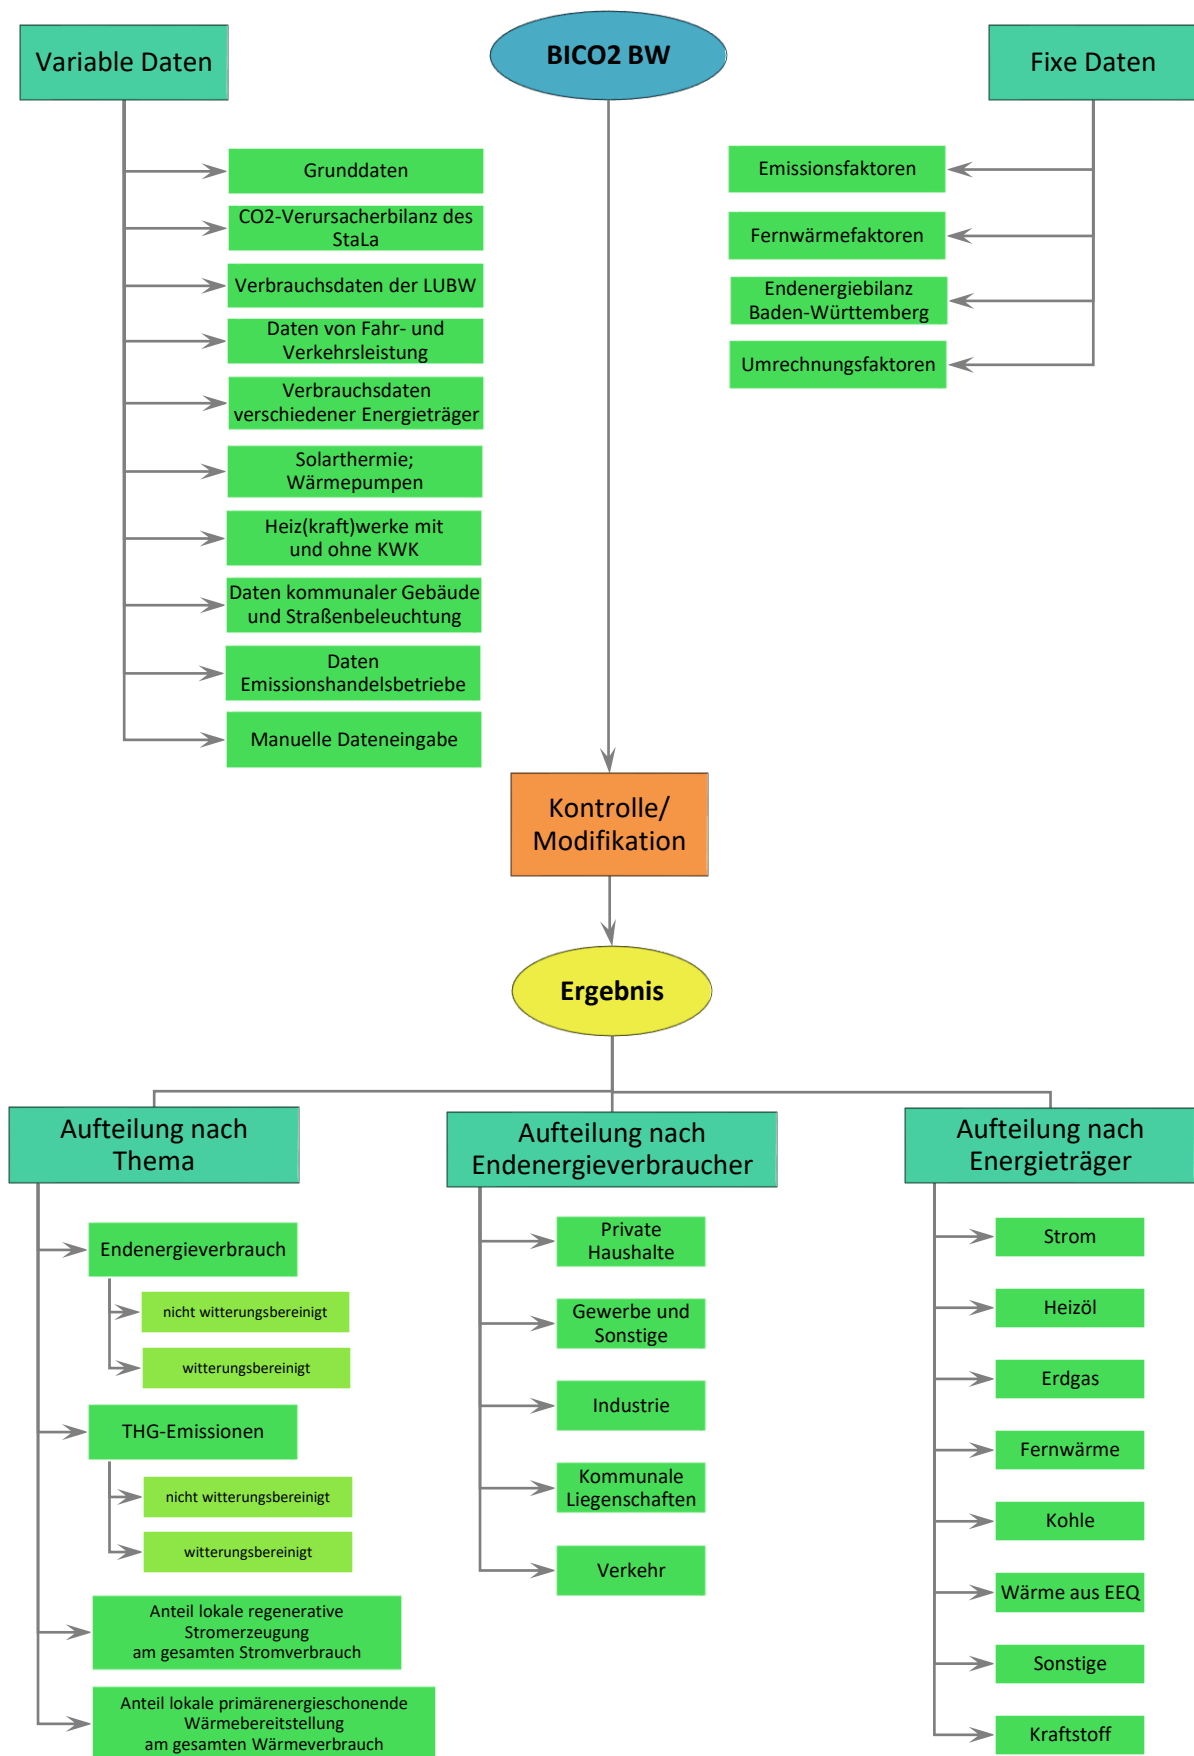 Variable Daten
BICO2 BW
Fixe Daten
Grunddaten
CO2-Verursacherbilanz des
StaLa
Verbrauchsdaten der LUBW
Daten von Fahr- und
Verkehrsleistung
Verbrauchsdaten
verschiedener Energieträger
Solarthermie;
Wärmepumpen
Heiz(kraft)werke mit
und ohne KWK
Daten kommunaler Gebäude
und Straßenbeleuchtung
Daten
Emissionshandelsbetriebe
Manuelle Dateneingabe
Emissionsfaktoren
Fernwärmefaktoren
Endenergiebilanz
Baden-Württemberg
Umrechnungsfaktoren
Kontrolle/
Modifikation
Ergebnis
Aufteilung nach
Thema
Endenergieverbrauch
nicht witterungsbereinigt
witterungsbereinigt
THG-Emissionen
nicht witterungsbereinigt
witterungsbereinigt
Anteil lokale regenerative
Stromerzeugung
am gesamten Stromverbrauch
Anteil lokale primärenergieschonende
Wärmebereitstellung
am gesamten Wärmeverbrauch
Aufteilung nach
Endenergieverbraucher
Private
Haushalte
Gewerbe und
Sonstige
Industrie
Kommunale
Liegenschaften
Verkehr
Aufteilung nach
Energieträger
Strom
Heizöl
Erdgas
Fernwärme
Kohle
Wärme aus EEQ
Sonstige
Kraftstoff